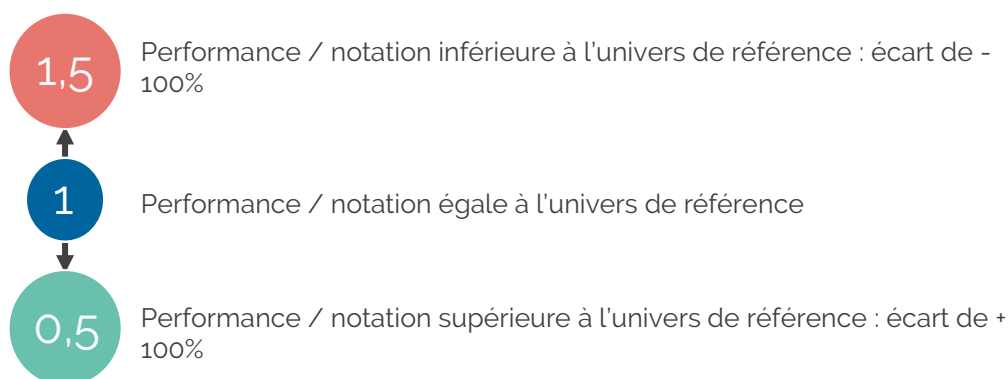 1,5
Performance / notation inférieure à l'univers de référence : écart de -
100%
1
Performance / notation égale à l'univers de référence
0,5
Performance / notation supérieure à l'univers de référence : écart de +
100%